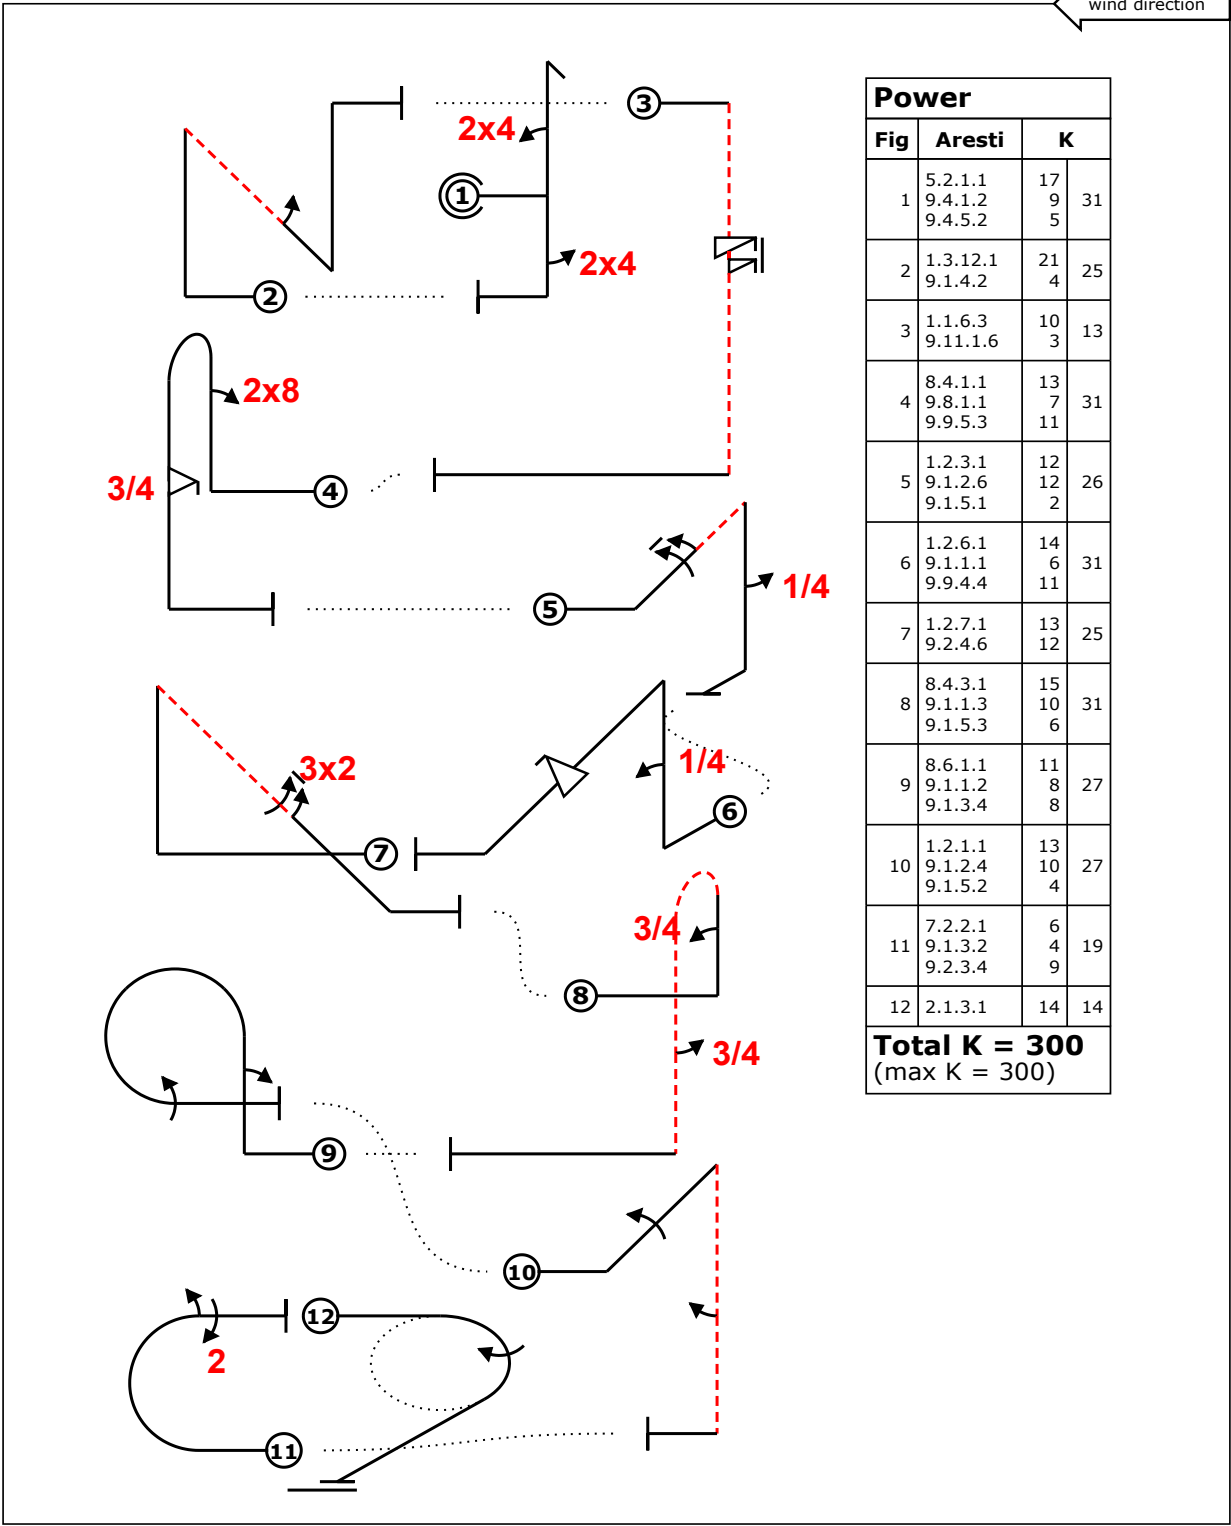 wind direction
2x4
3
1
2x4
2
2x8
3/4
4
5
1/4
3x2
1/4
6
7
3/4
8
3/4
9
10
12
2
11
Power
Fig Aresti K
1 5.2.1.1 17 31
9.4.1.2 9
9.4.5.2 5
2 1.3.12.1 21 25
9.1.4.2 4
3 1.1.6.3 10 13
9.11.1.6 3
4 8.4.1.1 13 31
9.8.1.1 7
9.9.5.3 11
5 1.2.3.1 12 26
9.1.2.6 12
9.1.5.1 2
6 1.2.6.1 14 31
9.1.1.1 6
9.9.4.4 11
7 1.2.7.1 13 25
9.2.4.6 12
8 8.4.3.1 15 31
9.1.1.3 10
9.1.5.3 6
9 8.6.1.1 11 27
9.1.1.2 8
9.1.3.4 8
10 1.2.1.1 13 27
9.1.2.4 10
9.1.5.2 4
11 7.2.2.1 6 19
9.1.3.2 4
9.2.3.4 9
12 2.1.3.1 14 14
Total K = 300
(max K = 300)